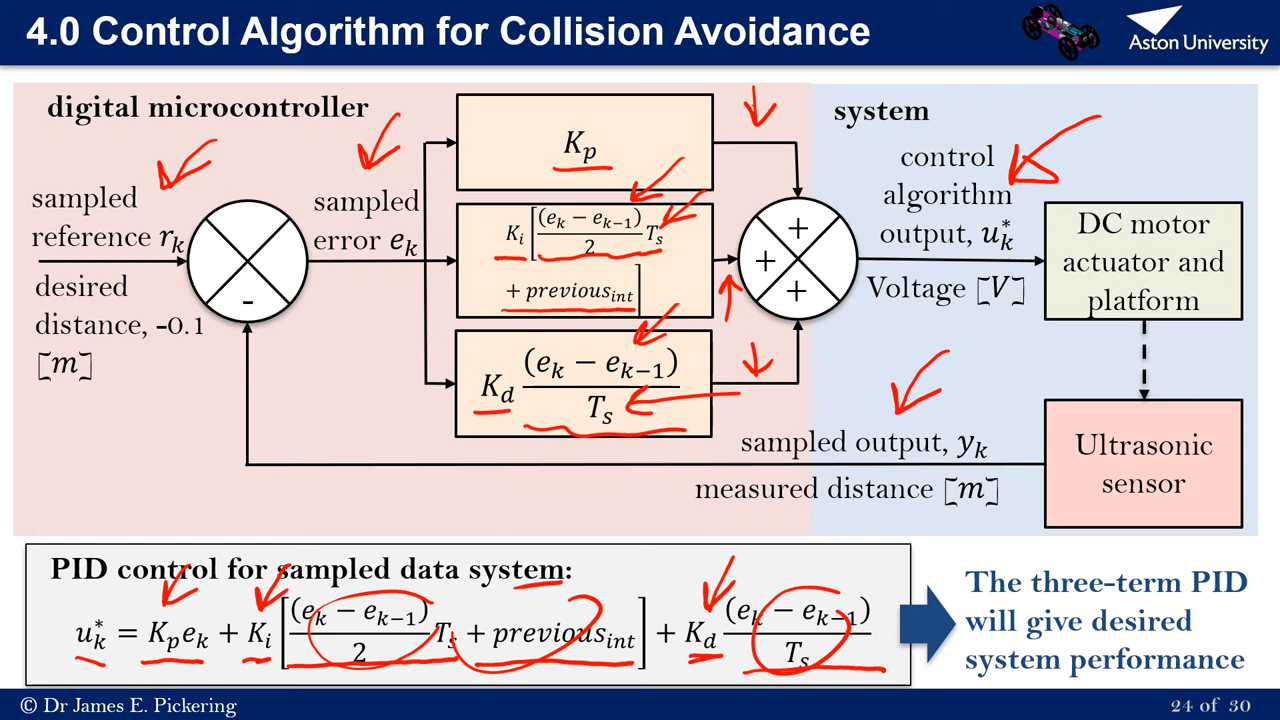 4.0 Control Algorithm for Collision Avoidance
Aston University
digital microcontroller
system
sampled
reference r_k
desired
distance, -0.1
[m]
-
sampled
error e_k
K_p
K_i [ (e_k − e_{k−1}) / 2 T_s
+ previous_{int} ]
K_d (e_k − e_{k−1}) / T_s
+
+
+
control
algorithm
output, u_k^*
Voltage [V]
DC motor
actuator and
platform
Ultrasonic
sensor
sampled output, y_k
measured distance [m]
PID control for sampled data system:
u_k^* = K_p e_k + K_i [ (e_k − e_{k−1}) / 2 T_s + previous_{int} ] + K_d (e_k − e_{k−1}) / T_s
The three-term PID
will give desired
system performance
© Dr James E. Pickering
24 of 30